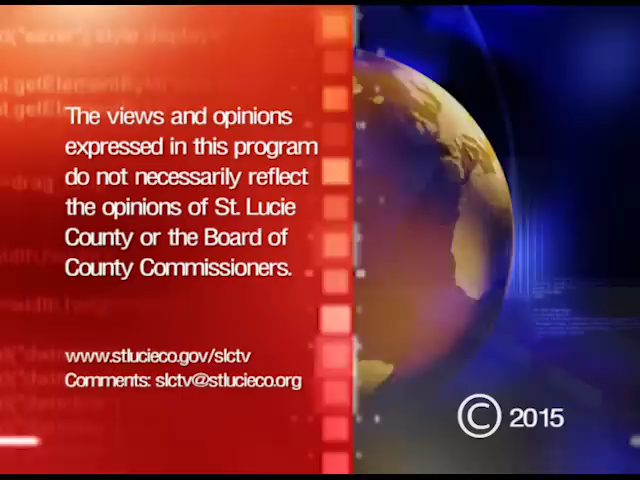 The views and opinions
expressed in this program
do not necessarily reflect
the opinions of St. Lucie
County or the Board of
County Commissioners.
www.stlucieco.gov/slctv
Comments: slctv@stlucieco.org
© 2015